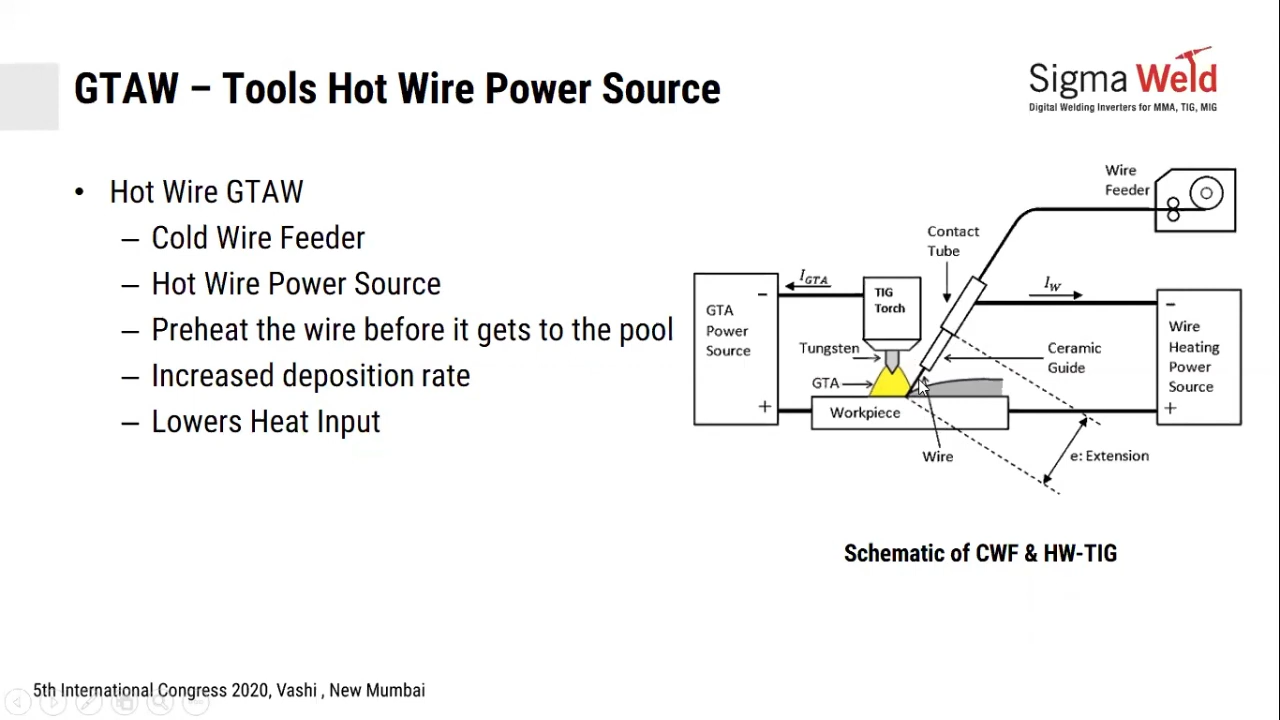 GTAW – Tools Hot Wire Power Source
Sigma Weld
Digital Welding Inverters for MMA, TIG, MIG
• Hot Wire GTAW
– Cold Wire Feeder
– Hot Wire Power Source
– Preheat the wire before it gets to the pool
– Increased deposition rate
– Lowers Heat Input
Wire
Feeder
Contact
Tube
I_GTA
I_W
−
TIG
Torch
−
GTA
Power
Source
Wire
Heating
Power
Source
Tungsten
Ceramic
Guide
GTA
+
Workpiece
+
Wire
e: Extension
Schematic of CWF & HW-TIG
5th International Congress 2020, Vashi , New Mumbai